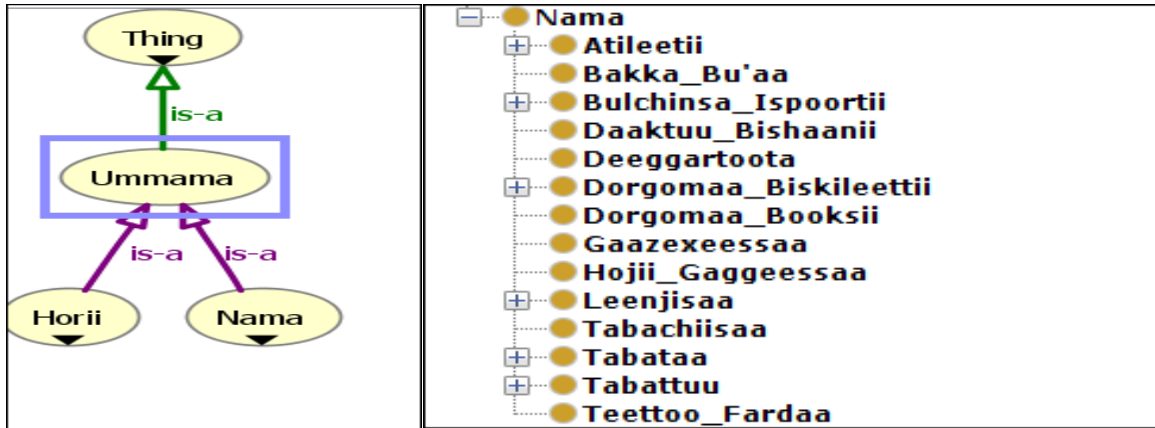 Thing
is-a
Ummama
is-a is-a
Horii Nama
Nama
Atileetii
Bakka_Bu'aa
Bulchinsa_Ispoortii
Daaktuu_Bishaanii
Deeggartoota
Dorgomaa_Biskileettii
Dorgomaa_Booksii
Gaazexeessaa
Hojii_Gaggeessaa
Leenjisaa
Tabachiisaa
Tabataa
Tabattuu
Teettoo_Fardaa